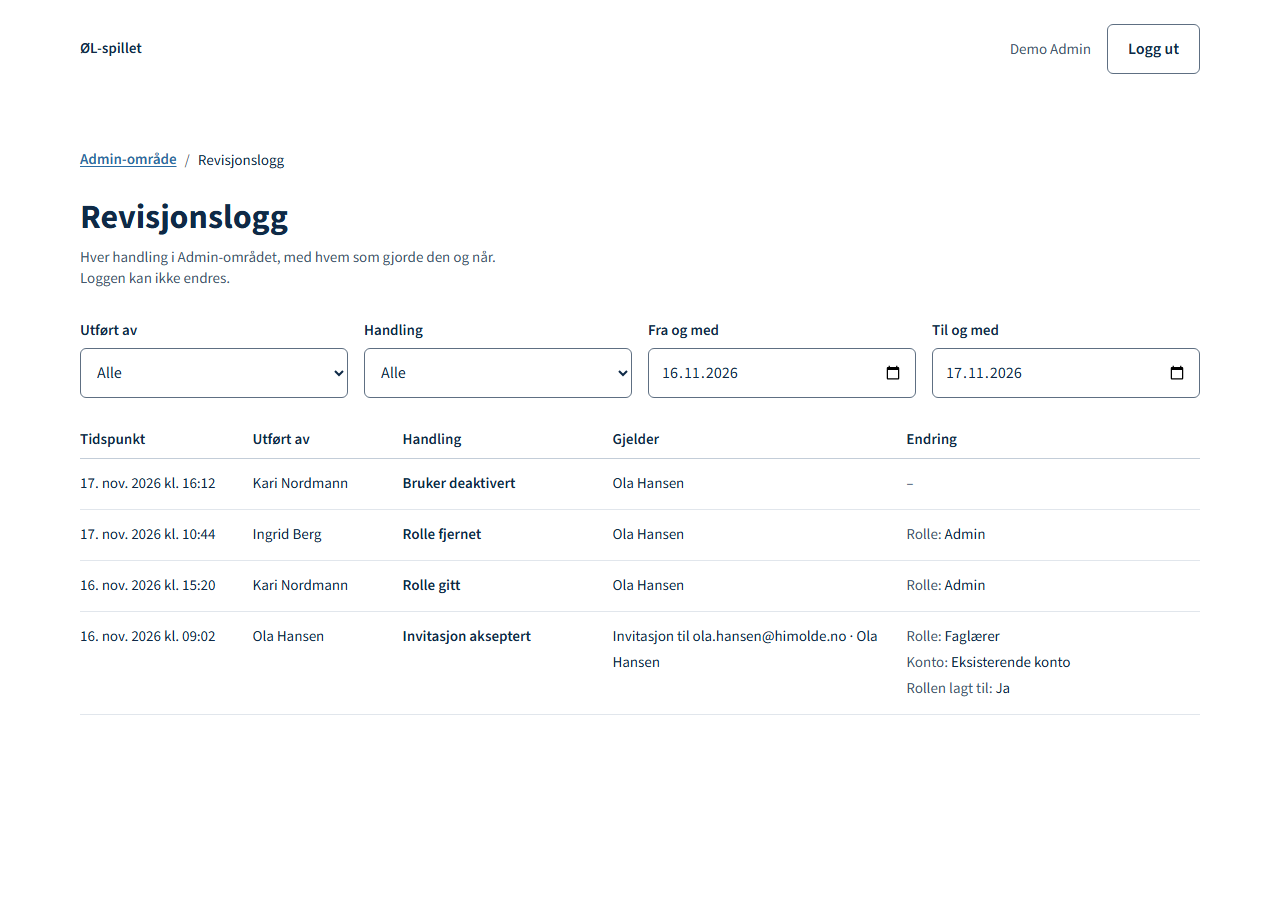 ØL-spillet
Demo Admin
Logg ut
Admin-område / Revisjonslogg
Revisjonslogg
Hver handling i Admin-området, med hvem som gjorde den og når.
Loggen kan ikke endres.
Utført av Handling Fra og med Til og med
Alle Alle 16.11.2026 17.11.2026
Tidspunkt Utført av Handling Gjelder Endring
17. nov. 2026 kl. 16:12 Kari Nordmann Bruker deaktivert Ola Hansen –
17. nov. 2026 kl. 10:44 Ingrid Berg Rolle fjernet Ola Hansen Rolle: Admin
16. nov. 2026 kl. 15:20 Kari Nordmann Rolle gitt Ola Hansen Rolle: Admin
16. nov. 2026 kl. 09:02 Ola Hansen Invitasjon akseptert Invitasjon til ola.hansen@himolde.no · Ola Rolle: Faglærer
Hansen Konto: Eksisterende konto
Rollen lagt til: Ja